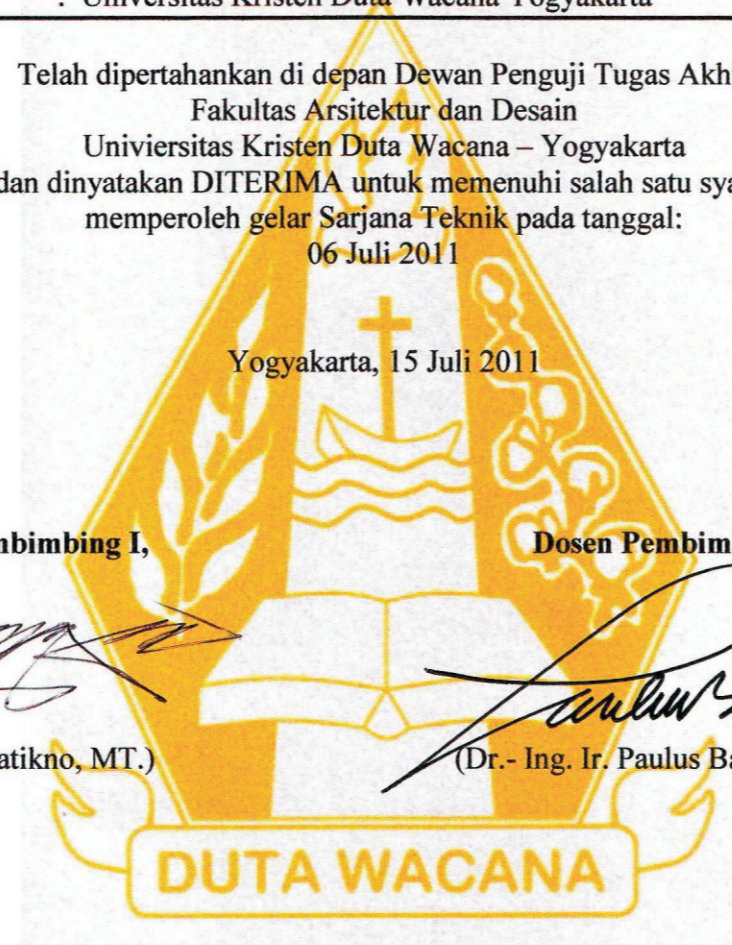 : Universitas Kristen Duta Wacana Yogyakarta
Telah dipertahankan di depan Dewan Penguji Tugas Akh
Fakultas Arsitektur dan Desain
Univiersitas Kristen Duta Wacana – Yogyakarta
dan dinyatakan DITERIMA untuk memenuhi salah satu sya
memperoleh gelar Sarjana Teknik pada tanggal:
06 Juli 2011
Yogyakarta, 15 Juli 2011
mbimbing I, Dosen Pembim
atikno, MT.) (Dr.- Ing. Ir. Paulus Ba
DUTA WACANA